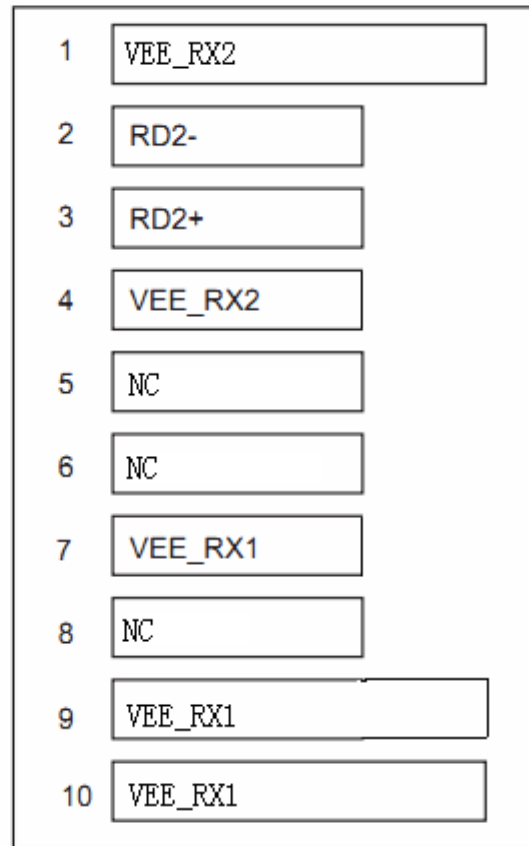 1 VEE_RX2
2 RD2-
3 RD2+
4 VEE_RX2
5 NC
6 NC
7 VEE_RX1
8 NC
9 VEE_RX1
10 VEE_RX1